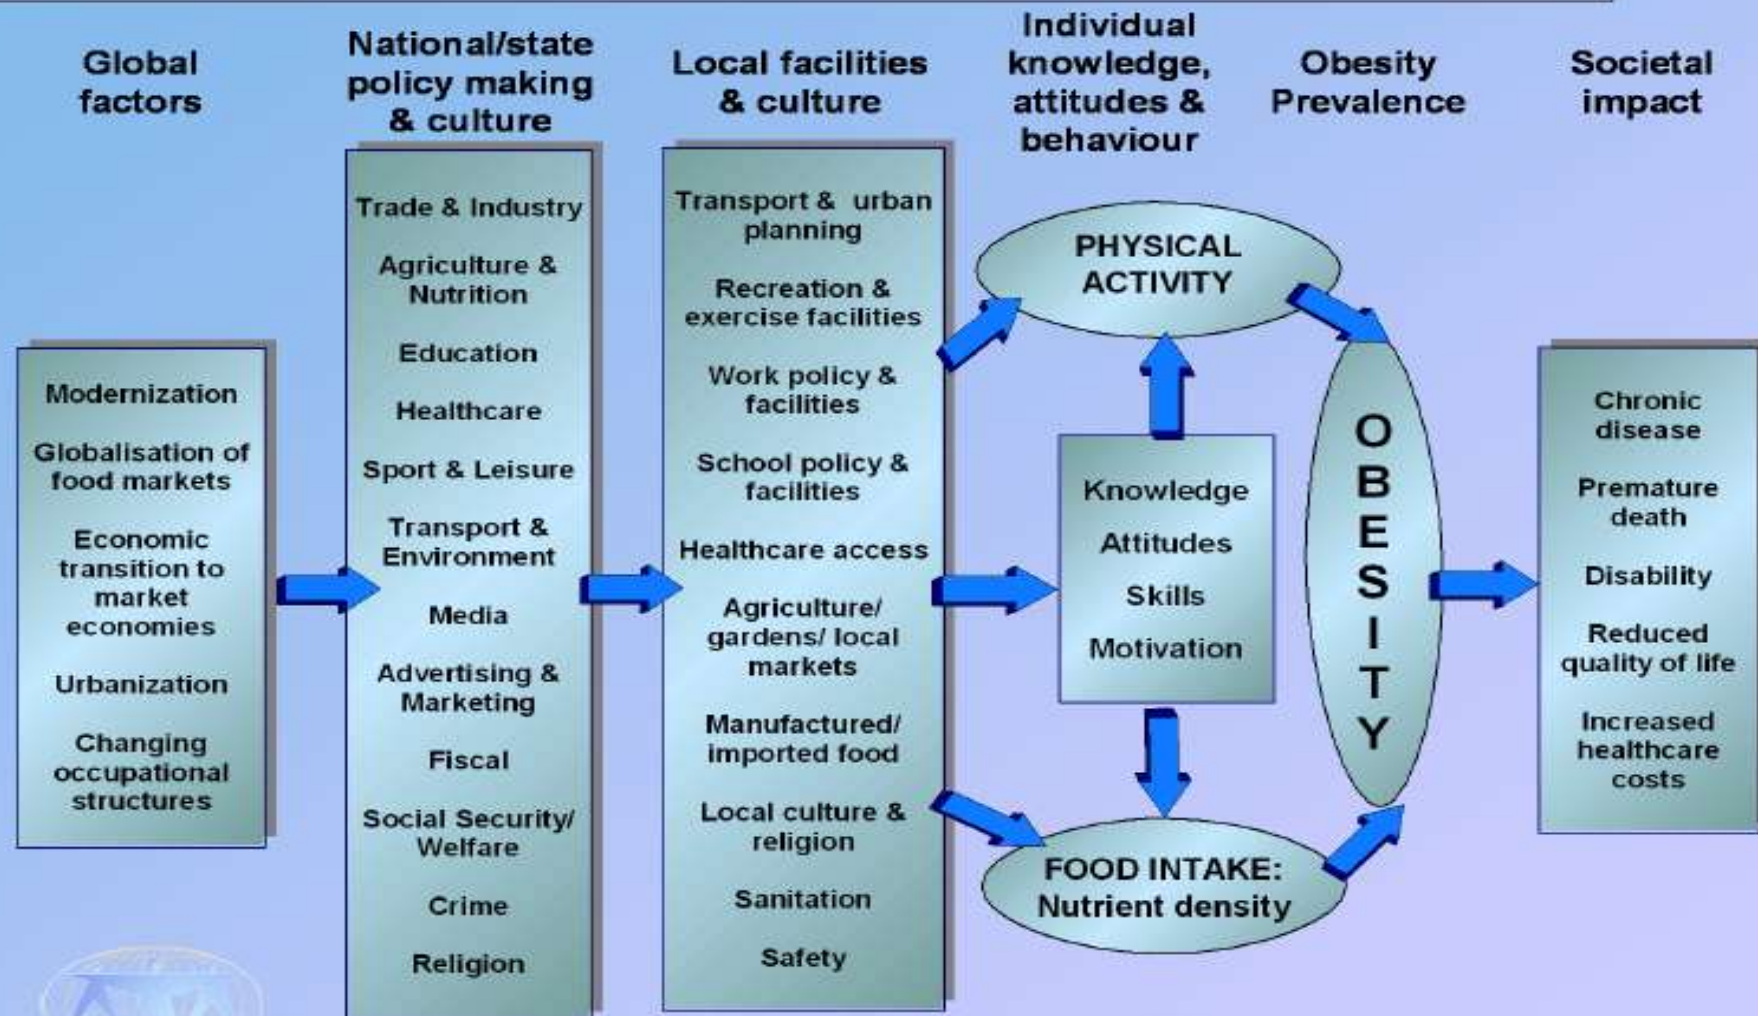 Global
factors
National/state
policy making
& culture
Local facilities
& culture
Individual
knowledge,
attitudes &
behaviour
Obesity
Prevalence
Societal
impact
Modernization
Globalisation of
food markets
Economic
transition to
market
economies
Urbanization
Changing
occupational
structures
Trade & Industry
Agriculture &
Nutrition
Education
Healthcare
Sport & Leisure
Transport &
Environment
Media
Advertising &
Marketing
Fiscal
Social Security/
Welfare
Crime
Religion
Transport & urban
planning
Recreation &
exercise facilities
Work policy &
facilities
School policy &
facilities
Healthcare access
Agriculture/
gardens/ local
markets
Manufactured/
imported food
Local culture &
religion
Sanitation
Safety
PHYSICAL
ACTIVITY
Knowledge
Attitudes
Skills
Motivation
FOOD INTAKE:
Nutrient density
OBESITY
Chronic
disease
Premature
death
Disability
Reduced
quality of life
Increased
healthcare
costs